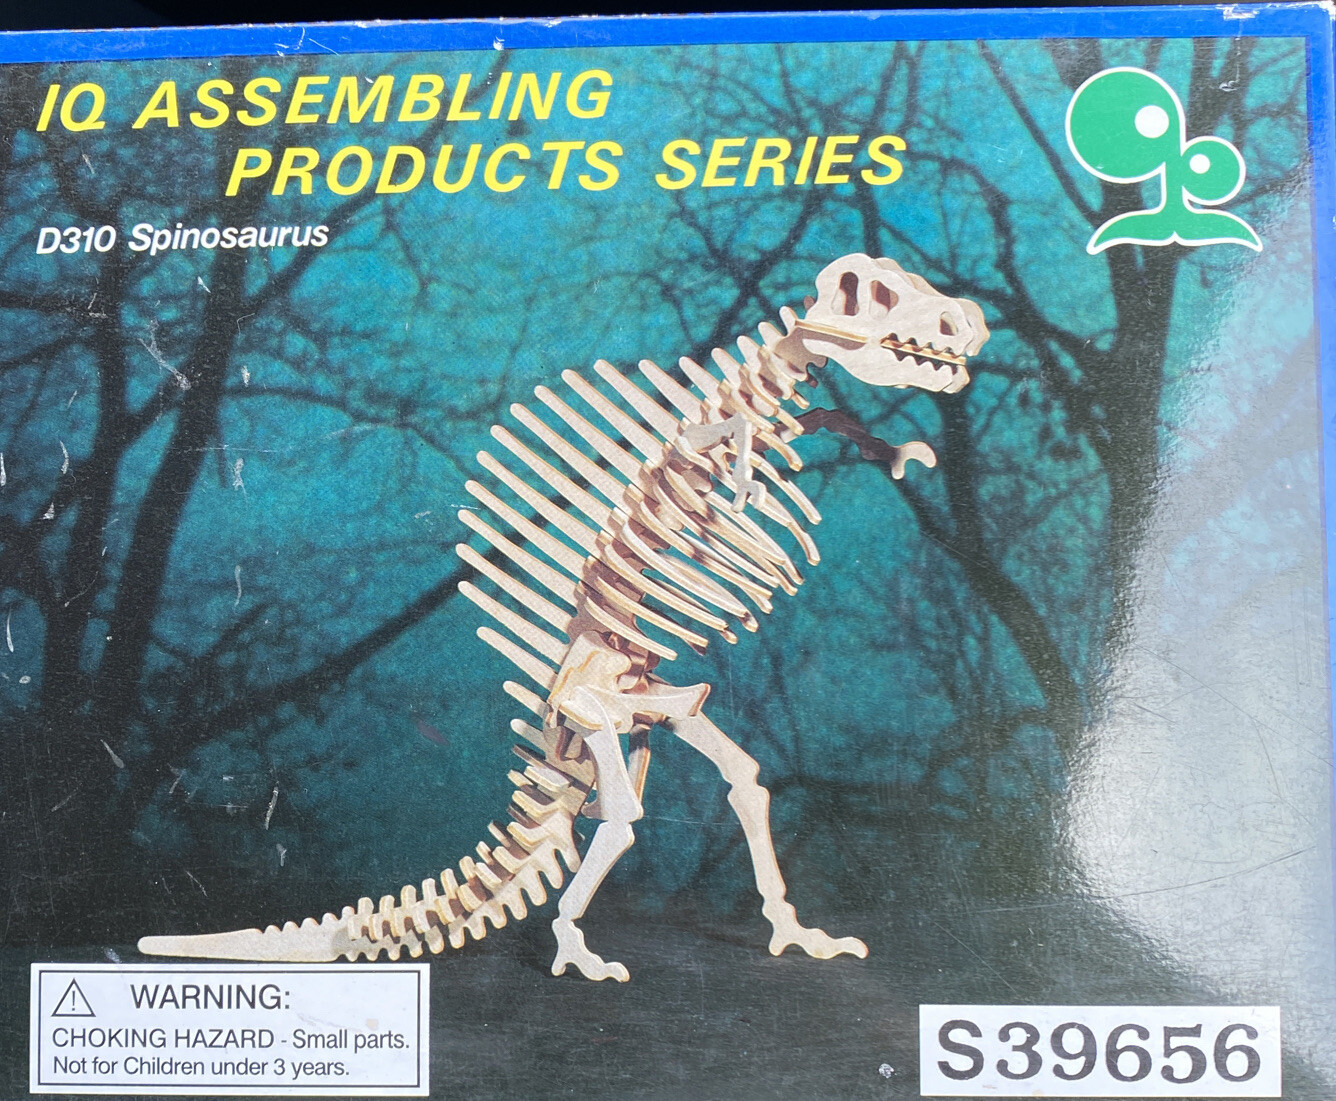 IQ ASSEMBLING
PRODUCTS SERIES
D310 Spinosaurus
WARNING:
CHOKING HAZARD - Small parts.
Not for Children under 3 years.
S39656